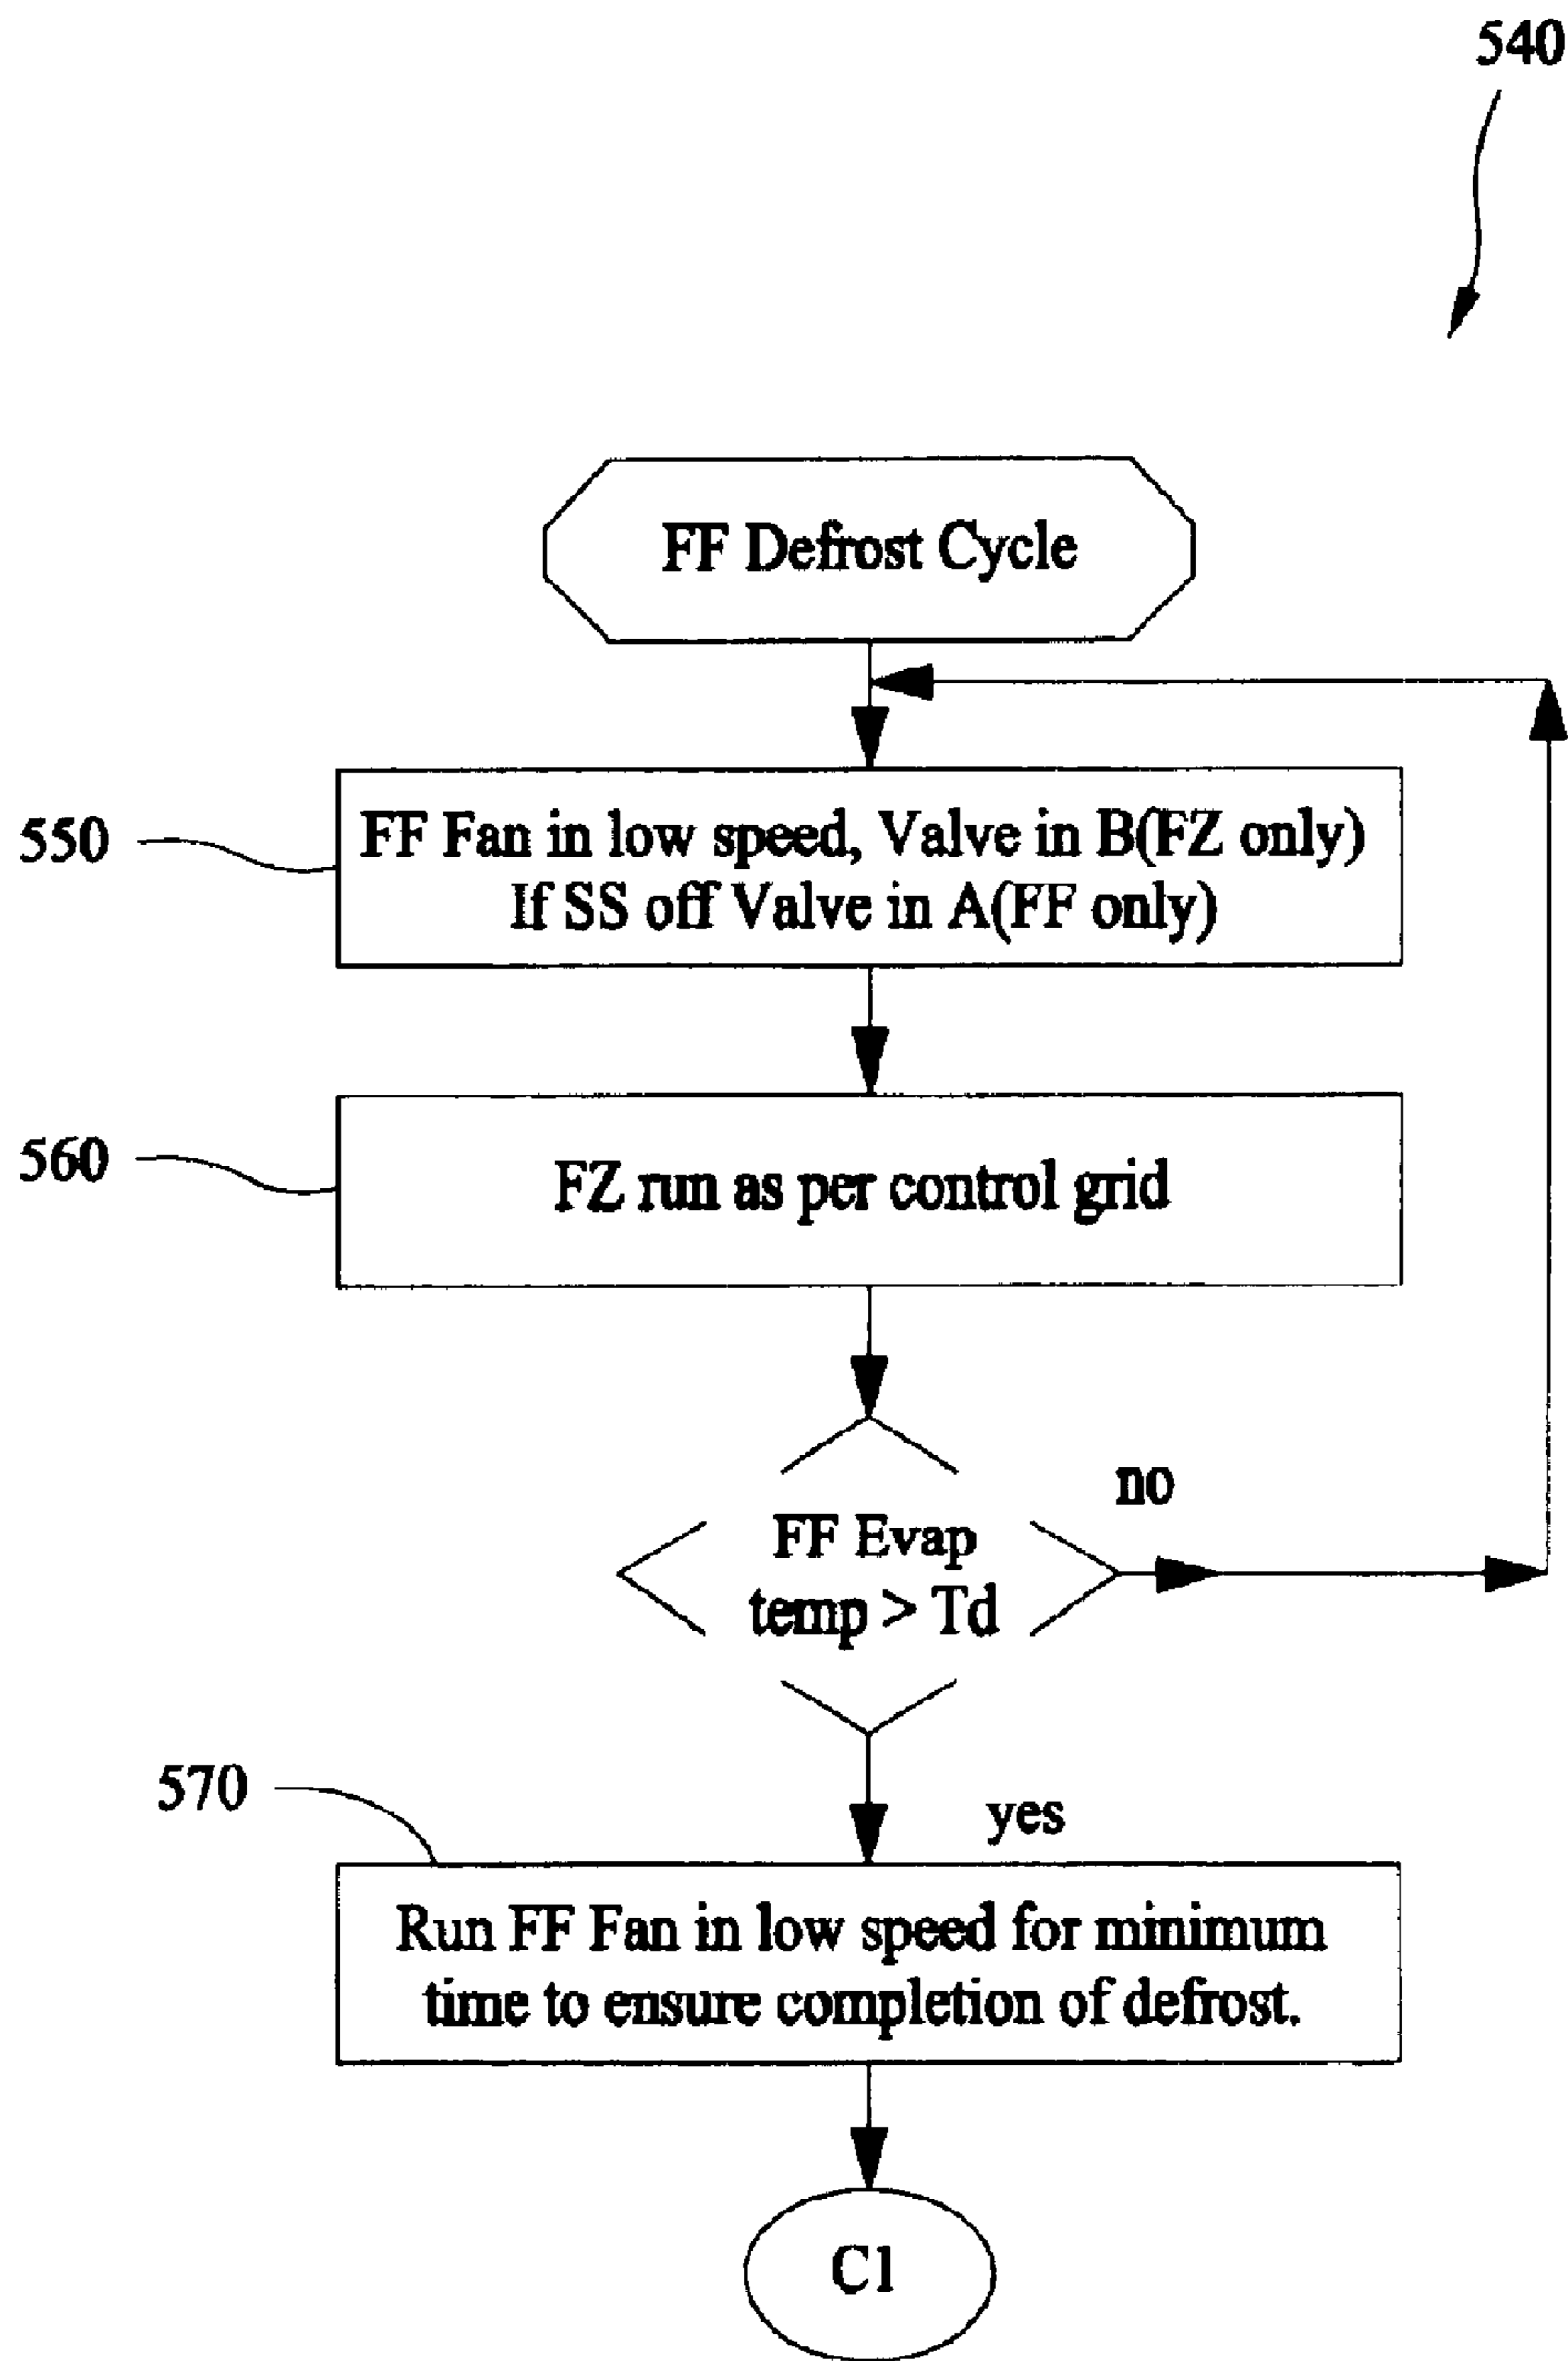 540
FF Defrost Cycle
550
FF Fan in low speed, Valve in B(FZ only)
If SS off Valve in A(FF only)
560
FZ run as per control grid
no
FF Evap
temp > Td
570
yes
Run FF Fan in low speed for minimum
time to ensure completion of defrost.
C1